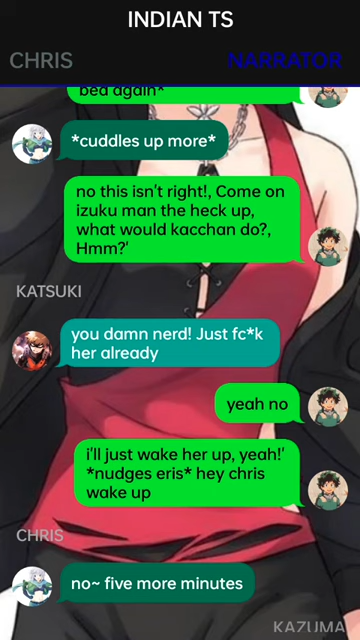 INDIAN TS
CHRIS
NARRATOR
bed again*
*cuddles up more*
no this isn't right!, Come on
izuku man the heck up,
what would kacchan do?,
Hmm?'
KATSUKI
you damn nerd! Just fc*k
her already
yeah no
i'll just wake her up, yeah!'
*nudges eris* hey chris
wake up
CHRIS
no~ five more minutes
KAZUMA